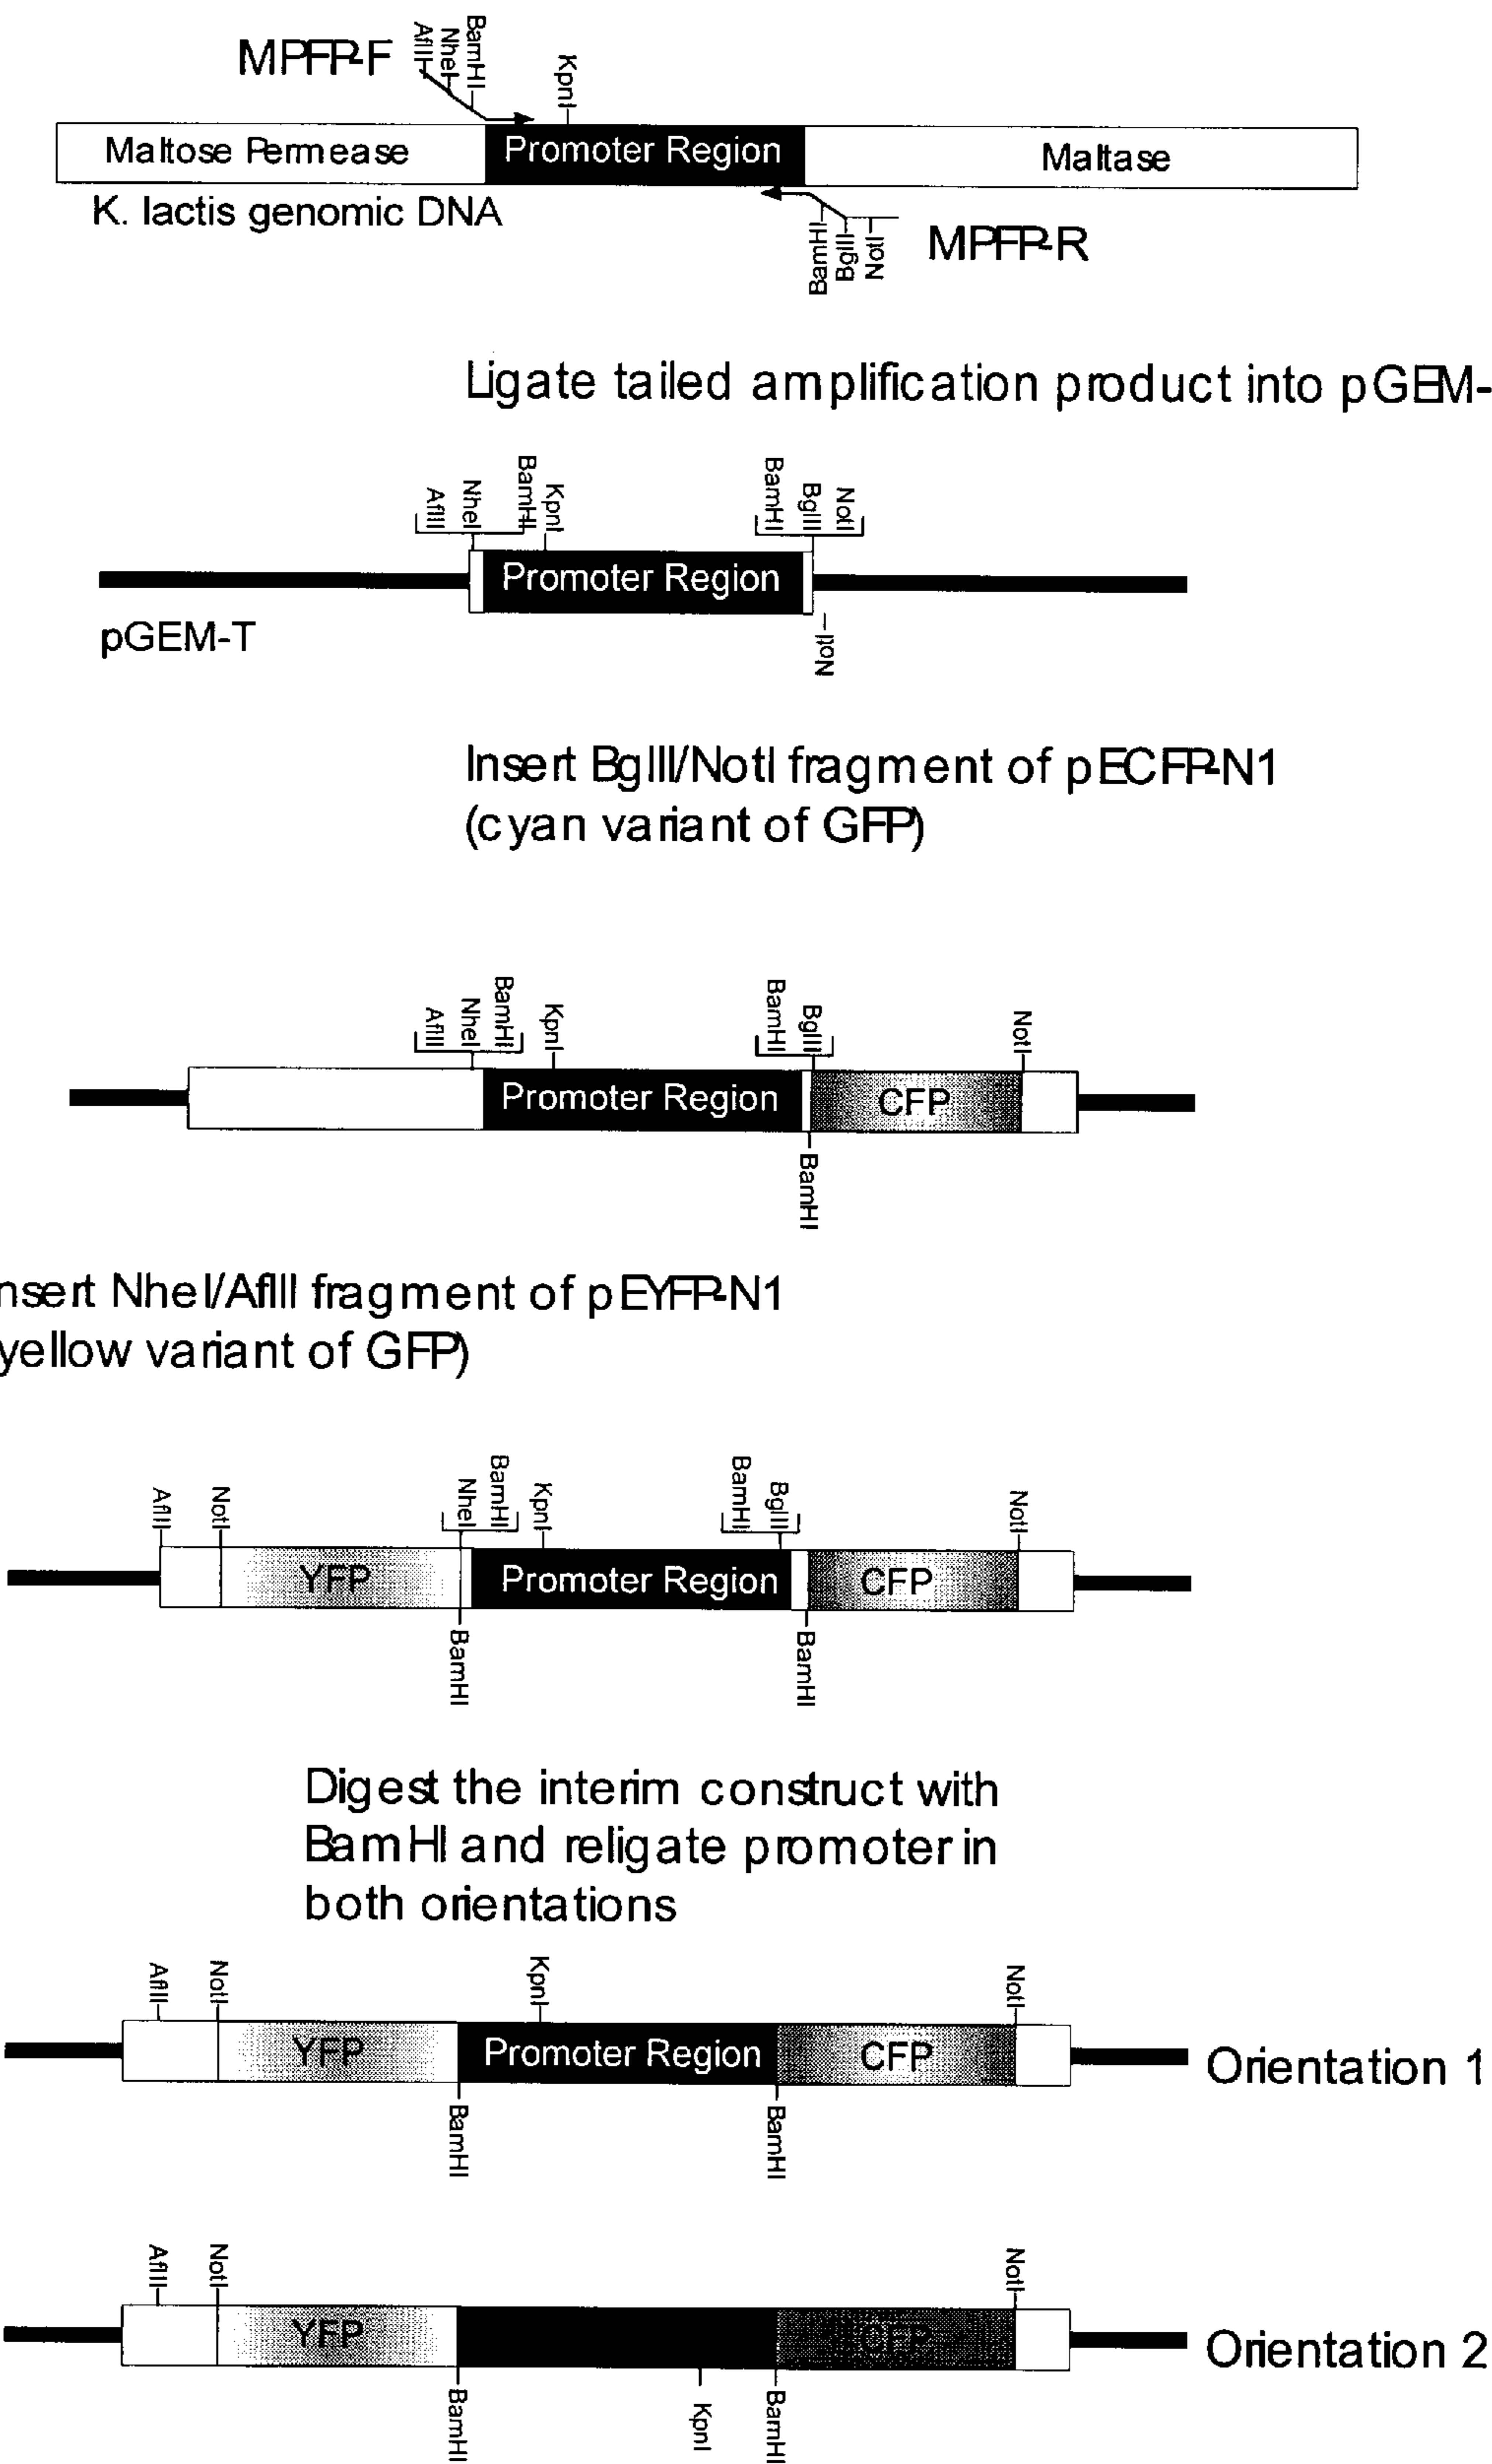 MPFP-F
AflII
NheI
BamHI
KpnI
Maltose Permease
Promoter Region
Maltase
K. lactis genomic DNA
BamHI
BglII
NotI
MPFP-R
Ligate tailed amplification product into pGEM-
AflII
NheI
BamHI
KpnI
BamHI
BglII
NotI
Promoter Region
pGEM-T
NotI
Insert BglII/NotI fragment of pECFP-N1
(cyan variant of GFP)
AflII
NheI
BamHI
KpnI
BamHI
BglII
NotI
Promoter Region
CFP
BamHI
nsert NheI/AflII fragment of pEYFP-N1
yellow variant of GFP)
AflII
NotI
NheI
BamHI
KpnI
BamHI
BglII
NotI
YFP
Promoter Region
CFP
BamHI
BamHI
Digest the interim construct with
BamHI and religate promoter in
both orientations
AflII
NotI
KpnI
NotI
YFP
Promoter Region
CFP
Orientation 1
BamHI
BamHI
AflII
NotI
NotI
YFP
CFP
Orientation 2
BamHI
KpnI
BamHI